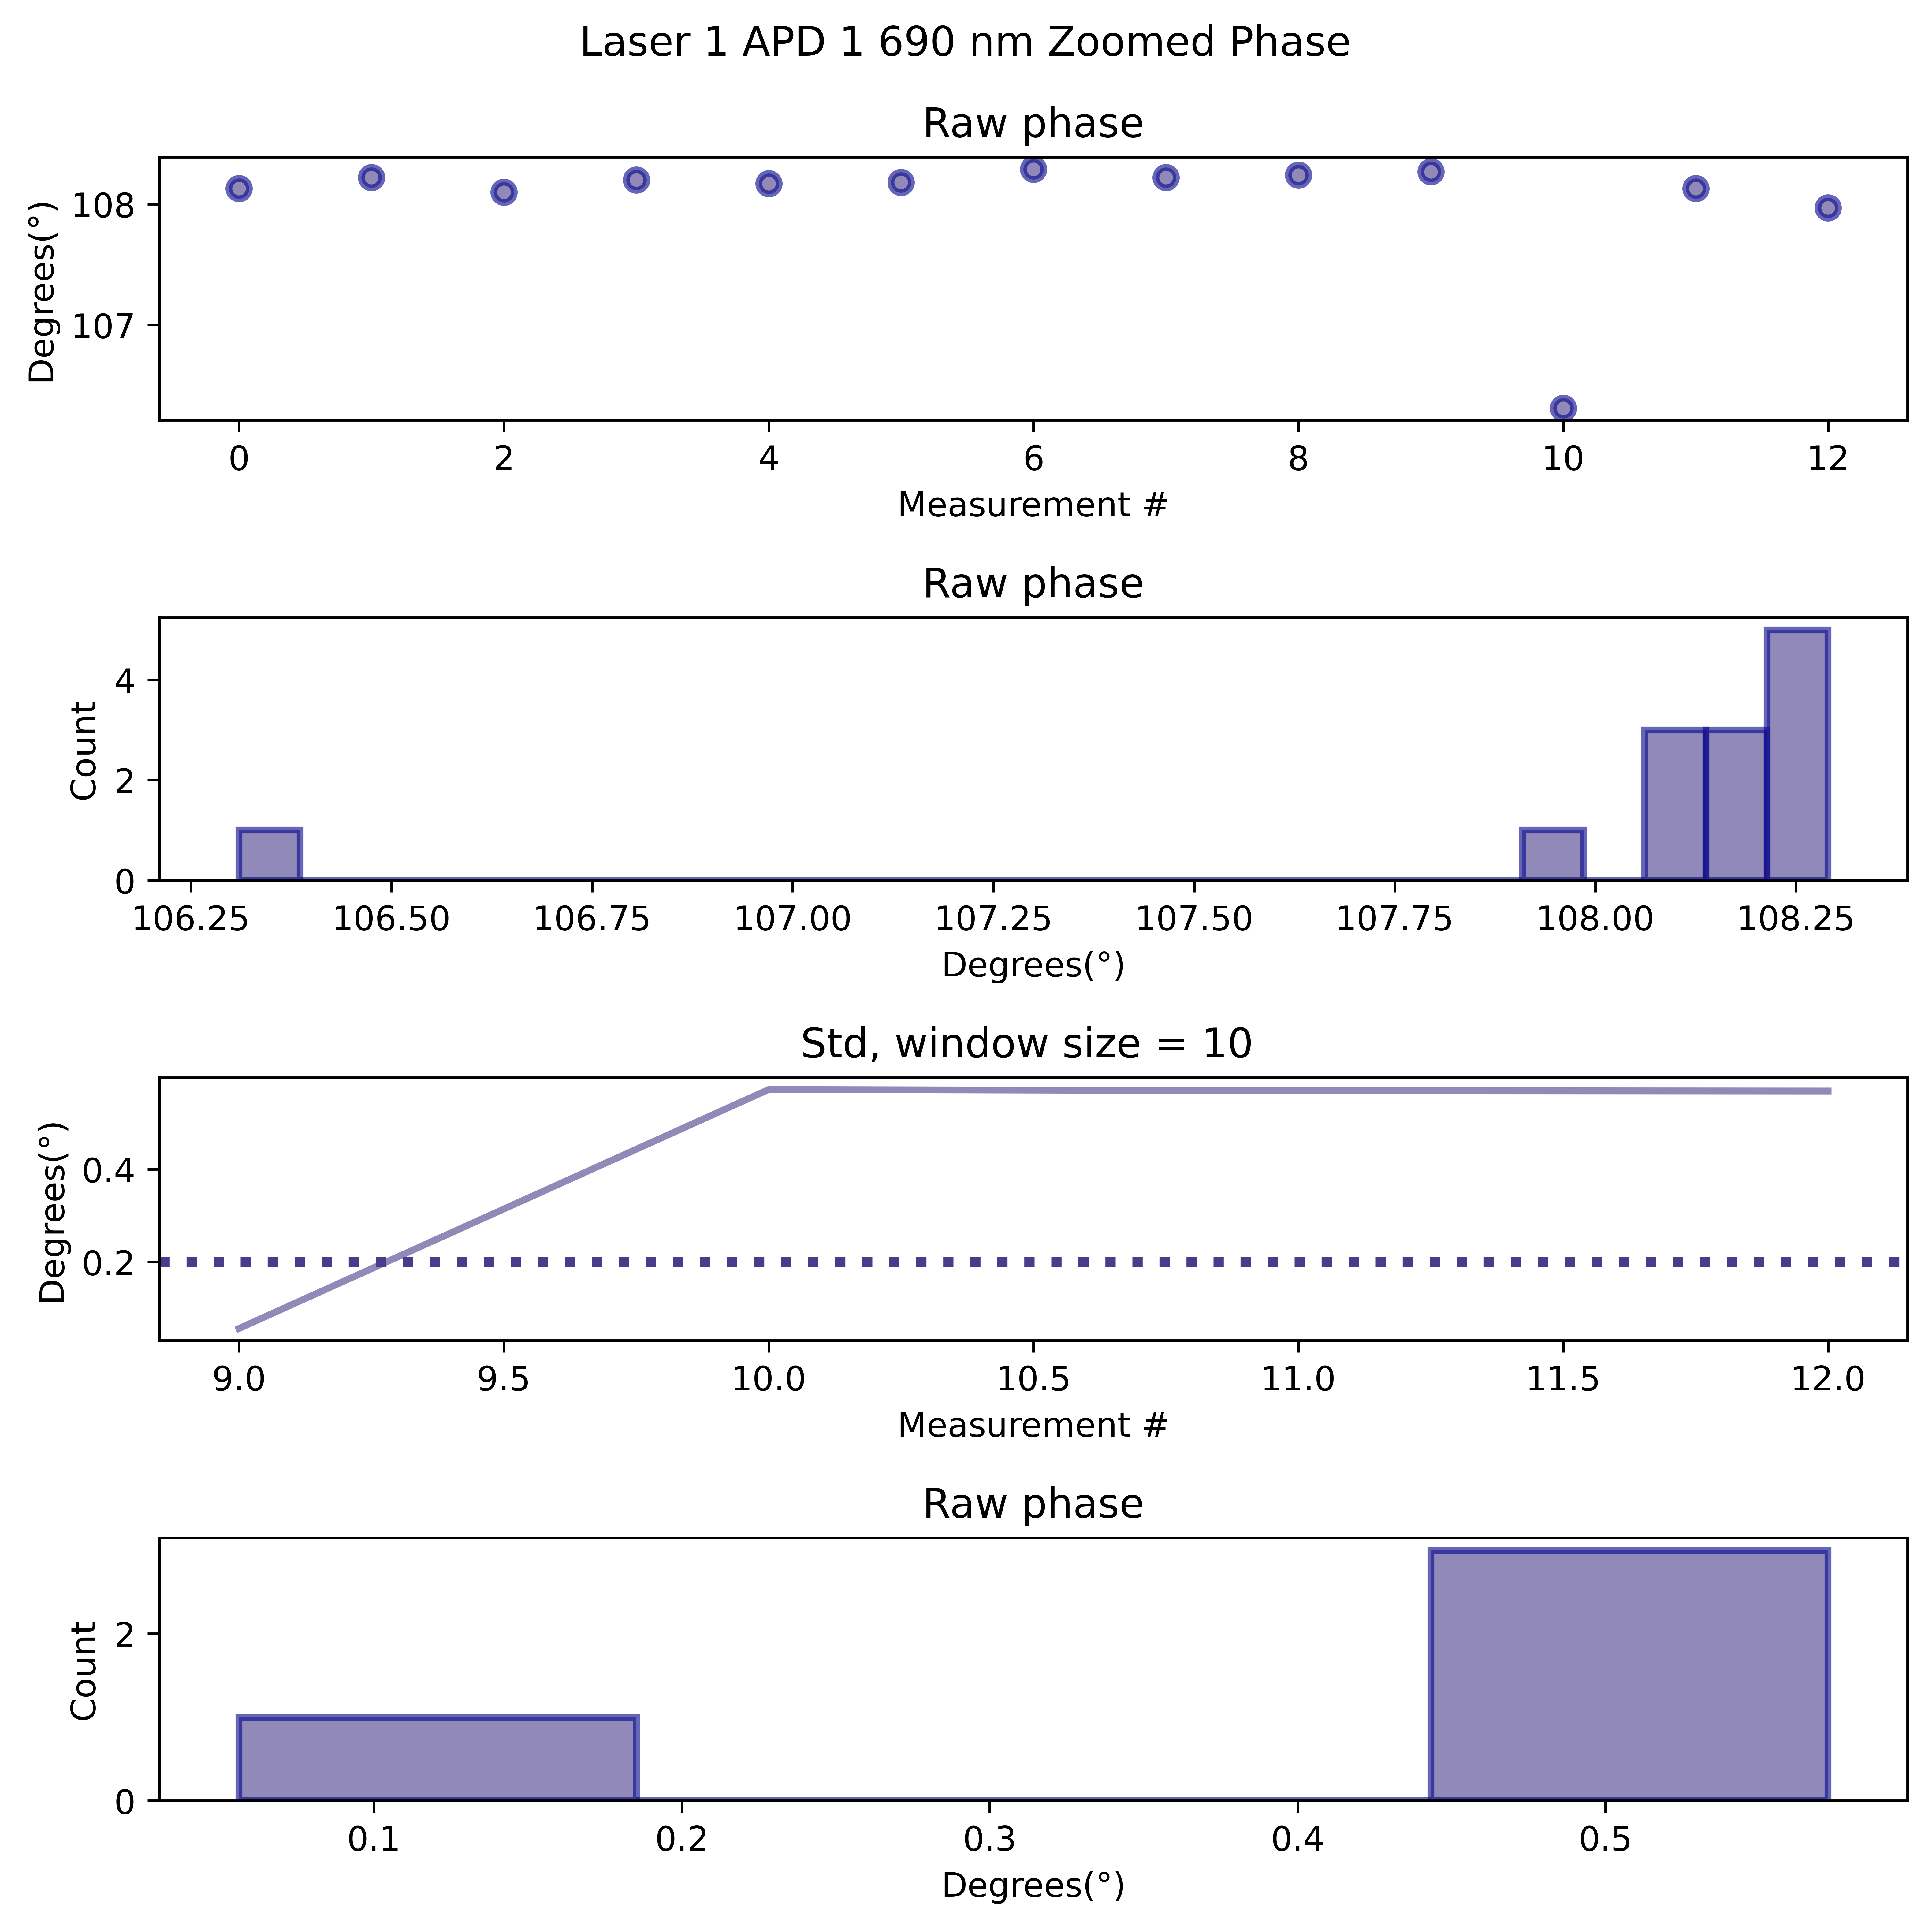 Laser 1 APD 1 690 nm Zoomed Phase
Raw phase
Degrees(°)
108
107
0 2 4 6 8 10 12
Measurement #
Raw phase
Count
4
2
0
106.25 106.50 106.75 107.00 107.25 107.50 107.75 108.00 108.25
Degrees(°)
Std, window size = 10
Degrees(°)
0.4
0.2
9.0 9.5 10.0 10.5 11.0 11.5 12.0
Measurement #
Raw phase
Count
2
0
0.1 0.2 0.3 0.4 0.5
Degrees(°)